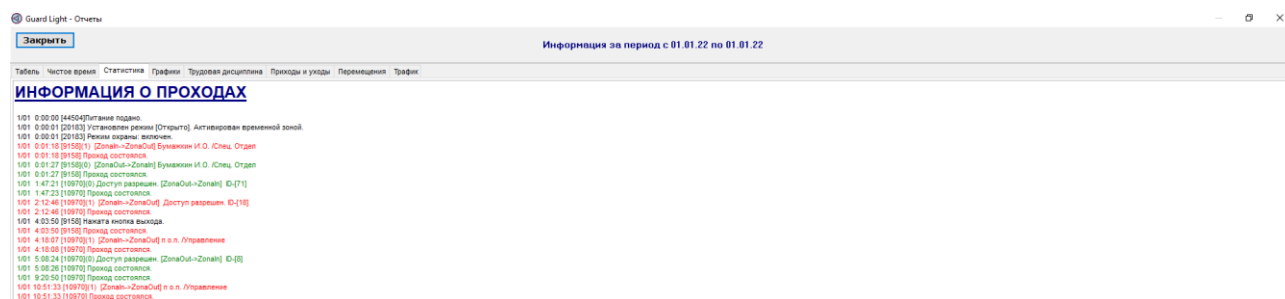 Guard Light - Отчеты
Закрыть
Информация за период с 01.01.22 по 01.01.22
Табель Чистое время Статистика Графики Трудовая дисциплина Приходы и уходы Перемещения Трафик
ИНФОРМАЦИЯ О ПРОХОДАХ
1/01 0:00:00 [44504]Питание подано.
1/01 0:00:01 [20183] Установлен режим [Открыто]. Активирован временной зоной.
1/01 0:00:01 [20183] Режим охраны: включен.
1/01 0:01:18 [9158](1) [ZonaIn->ZonaOut] Бумажкин И.О. /Спец. Отдел
1/01 0:01:18 [9158] Проход состоялся.
1/01 0:01:27 [9158](0) [ZonaOut->ZonaIn] Бумажкин И.О. /Спец. Отдел
1/01 0:01:27 [9158] Проход состоялся.
1/01 1:47:21 [10970](0) Доступ разрешен. [ZonaOut->ZonaIn] ID-[71]
1/01 1:47:23 [10970] Проход состоялся.
1/01 2:12:46 [10970](1) [ZonaIn->ZonaOut] Доступ разрешен. ID-[18]
1/01 2:12:46 [10970] Проход состоялся.
1/01 4:03:50 [9158] Нажата кнопка выхода.
1/01 4:03:50 [9158] Проход состоялся.
1/01 4:18:07 [10970](1) [ZonaIn->ZonaOut] п о.п. /Управление
1/01 4:18:08 [10970] Проход состоялся.
1/01 5:08:24 [10970](0) Доступ разрешен. [ZonaOut->ZonaIn] ID-[8]
1/01 5:08:26 [10970] Проход состоялся.
1/01 9:20:50 [10970] Проход состоялся.
1/01 10:51:33 [10970](1) [ZonaIn->ZonaOut] п о.п. /Управление
1/01 10:51:33 [10970] Проход состоялся.